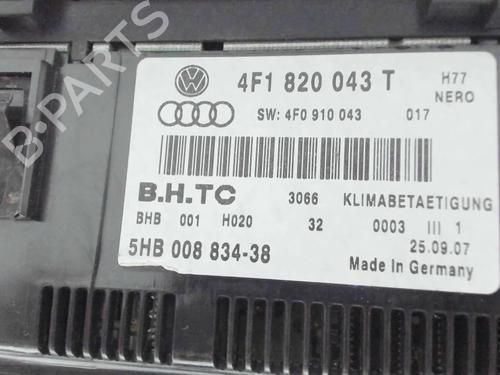 4F1 820 043 T H77
NERO
SW: 4F0 910 043 017
B.H.TC 3066 KLIMABETAETIGUNG
BHB 001 H020 32 0003 III 1
5HB 008 834-38 25.09.07
Made In Germany
B-PARTS